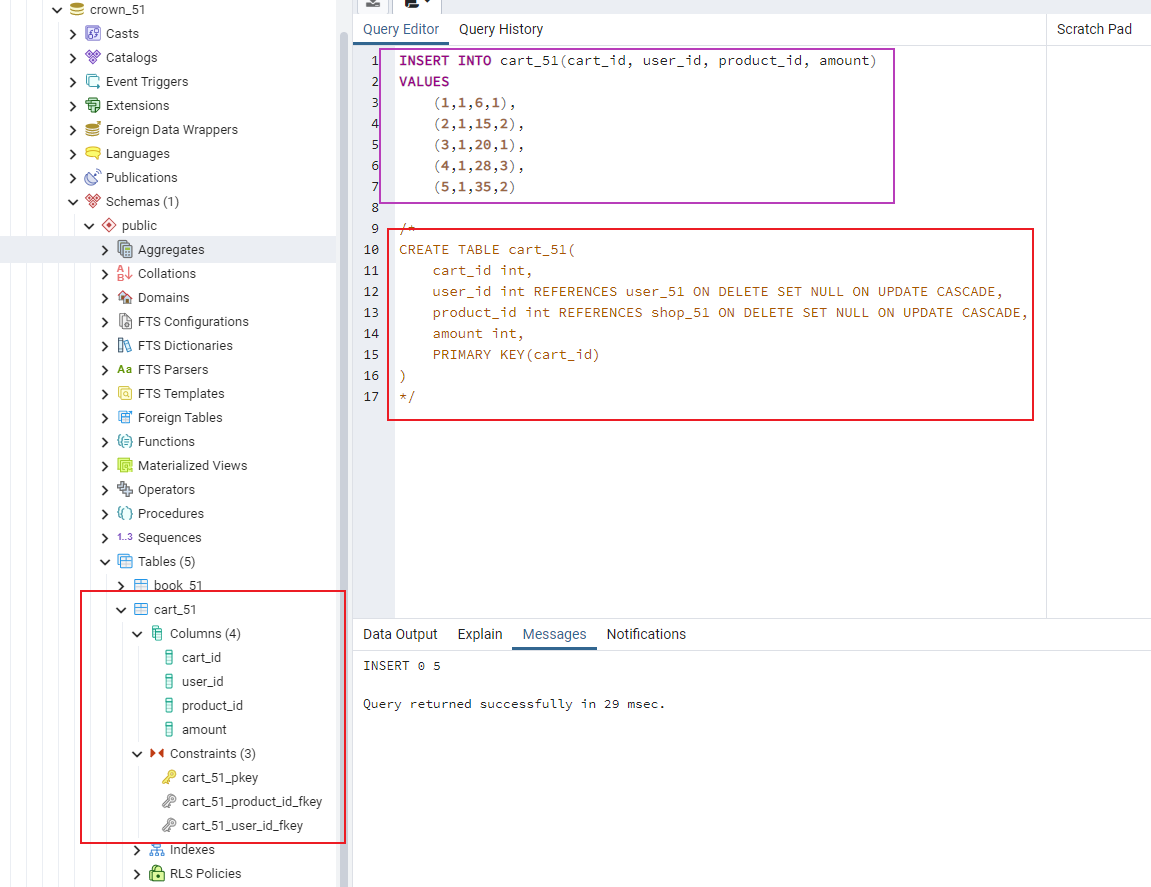 crown_51
Casts
Catalogs
Event Triggers
Extensions
Foreign Data Wrappers
Languages
Publications
Schemas (1)
public
Aggregates
Collations
Domains
FTS Configurations
FTS Dictionaries
Aa FTS Parsers
FTS Templates
Foreign Tables
Functions
Materialized Views
Operators
Procedures
1..3 Sequences
Tables (5)
book_51
cart_51
Columns (4)
cart_id
user_id
product_id
amount
Constraints (3)
cart_51_pkey
cart_51_product_id_fkey
cart_51_user_id_fkey
Indexes
RLS Policies
Query Editor Query History
1 INSERT INTO cart_51(cart_id, user_id, product_id, amount)
2 VALUES
3 (1,1,6,1),
4 (2,1,15,2),
5 (3,1,20,1),
6 (4,1,28,3),
7 (5,1,35,2)
8
9 /*
10 CREATE TABLE cart_51(
11 cart_id int,
12 user_id int REFERENCES user_51 ON DELETE SET NULL ON UPDATE CASCADE,
13 product_id int REFERENCES shop_51 ON DELETE SET NULL ON UPDATE CASCADE,
14 amount int,
15 PRIMARY KEY(cart_id)
16 )
17 */
Scratch Pad
Data Output Explain Messages Notifications
INSERT 0 5
Query returned successfully in 29 msec.